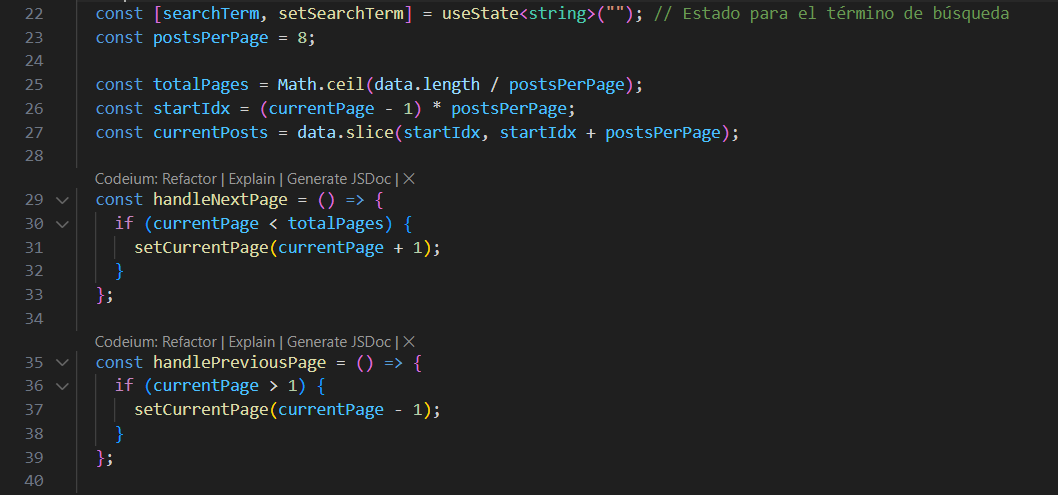 22 const [searchTerm, setSearchTerm] = useState<string>(""); // Estado para el término de búsqueda
23 const postsPerPage = 8;
24
25 const totalPages = Math.ceil(data.length / postsPerPage);
26 const startIdx = (currentPage - 1) * postsPerPage;
27 const currentPosts = data.slice(startIdx, startIdx + postsPerPage);
28
Codeium: Refactor | Explain | Generate JSDoc | ×
29 const handleNextPage = () => {
30 if (currentPage < totalPages) {
31 setCurrentPage(currentPage + 1);
32 }
33 };
34
Codeium: Refactor | Explain | Generate JSDoc | ×
35 const handlePreviousPage = () => {
36 if (currentPage > 1) {
37 setCurrentPage(currentPage - 1);
38 }
39 };
40